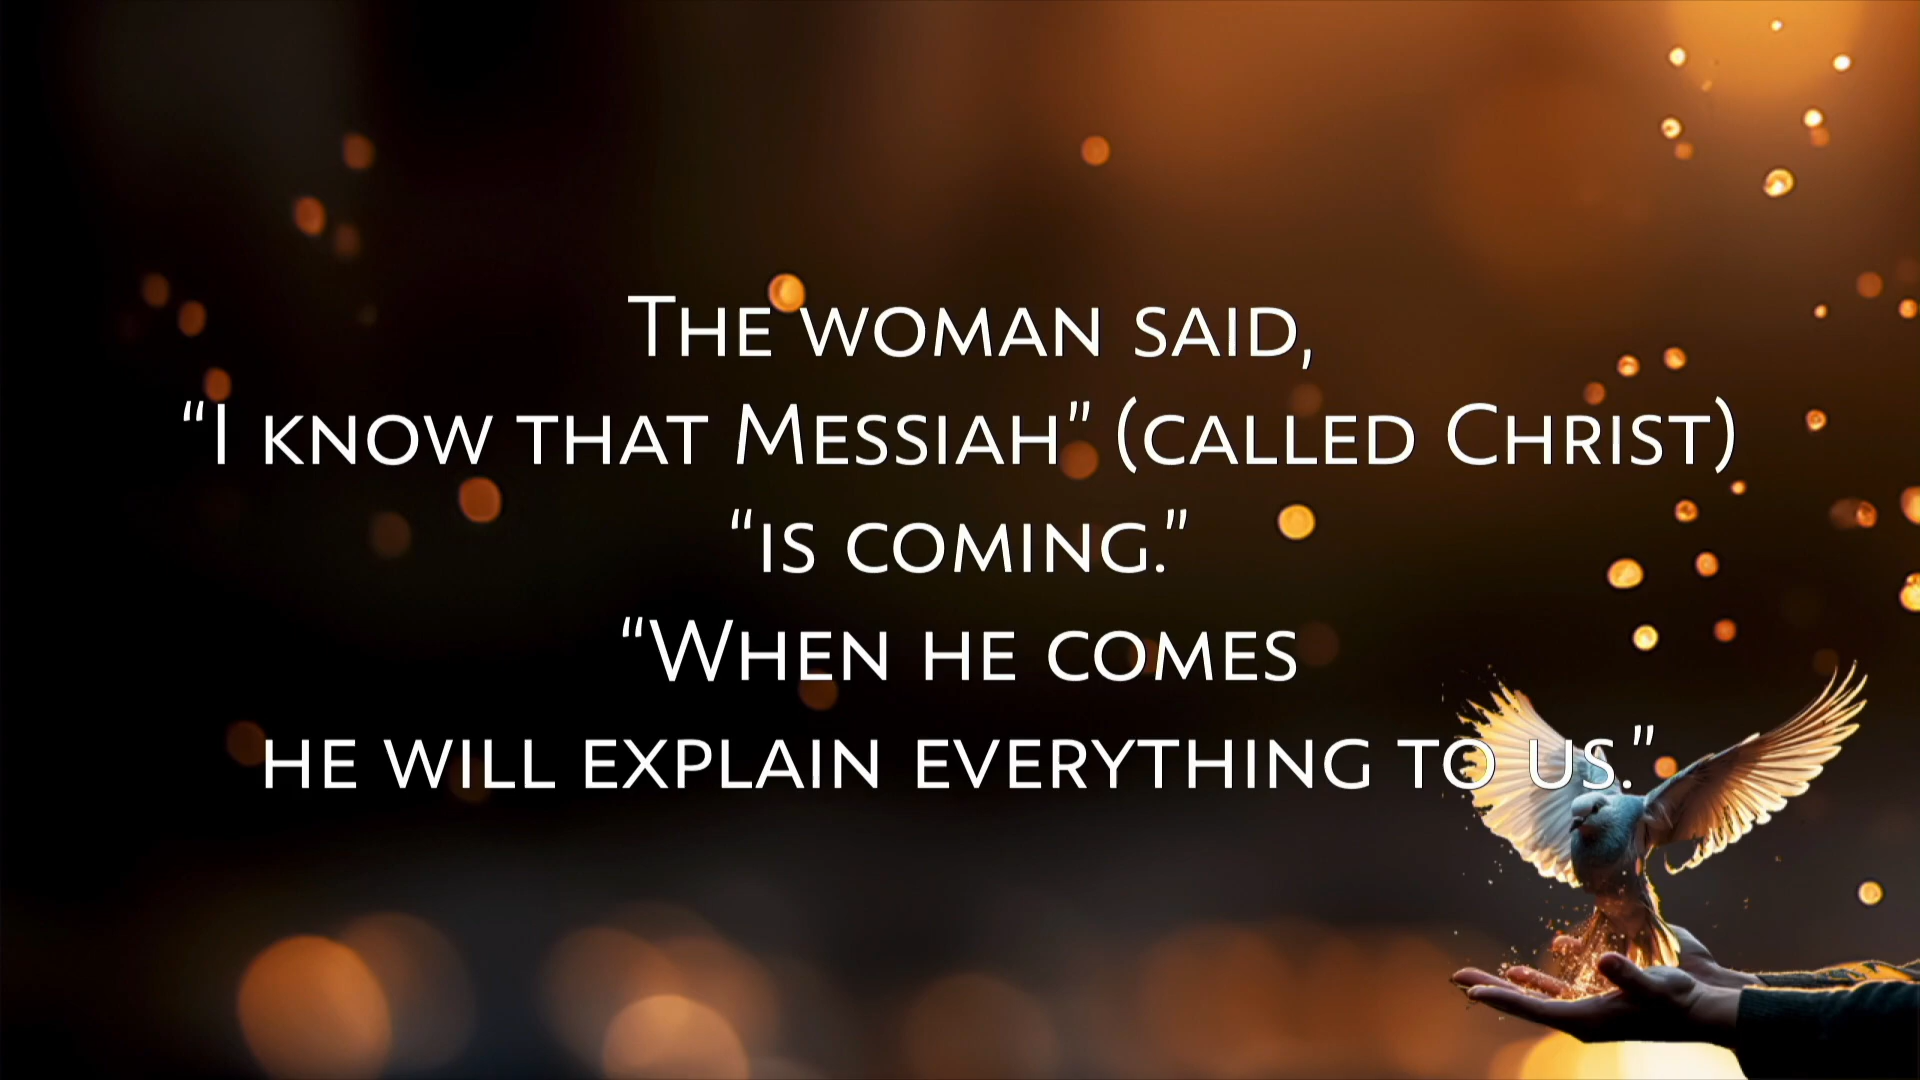 The woman said,
“I know that Messiah” (called Christ)
“is coming.”
“When he comes
he will explain everything to us.”